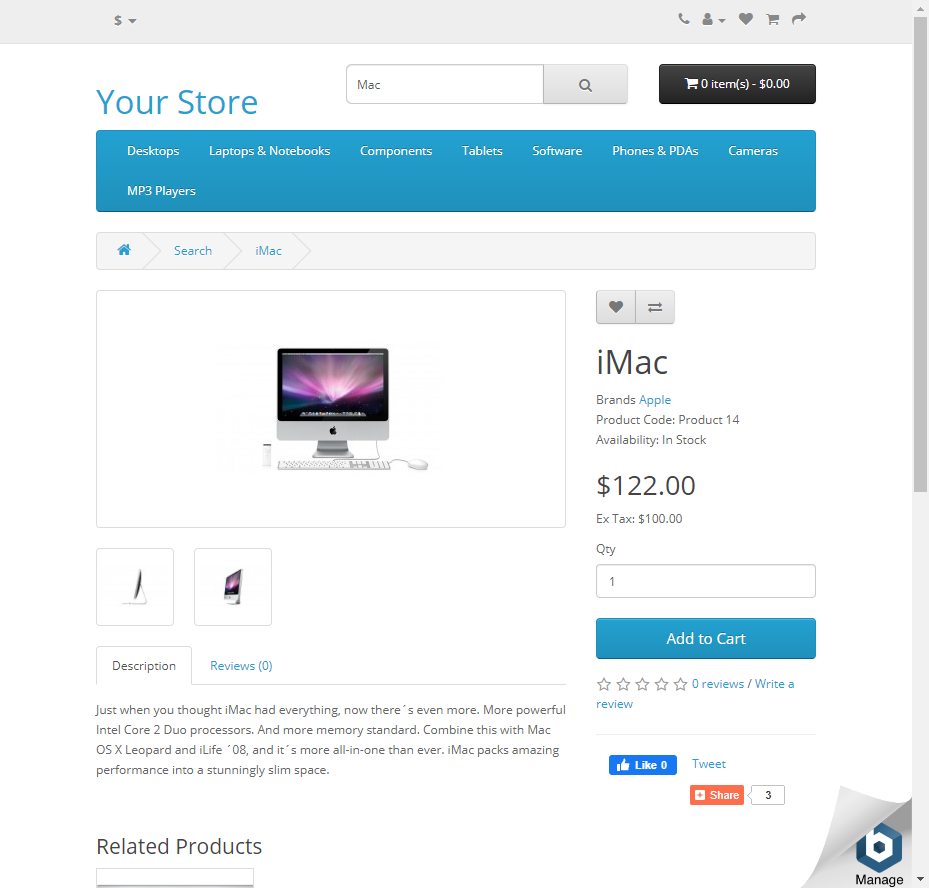 $
Your Store
Mac
0 item(s) - $0.00
Desktops Laptops & Notebooks Components Tablets Software Phones & PDAs Cameras
MP3 Players
Search iMac
iMac
Brands Apple
Product Code: Product 14
Availability: In Stock
$122.00
Ex Tax: $100.00
Qty
1
Add to Cart
0 reviews / Write a
review
Like 0 Tweet
Share 3
Description Reviews (0)
Just when you thought iMac had everything, now there´s even more. More powerful
Intel Core 2 Duo processors. And more memory standard. Combine this with Mac
OS X Leopard and iLife ´08, and it´s more all-in-one than ever. iMac packs amazing
performance into a stunningly slim space.
Related Products
b
Manage